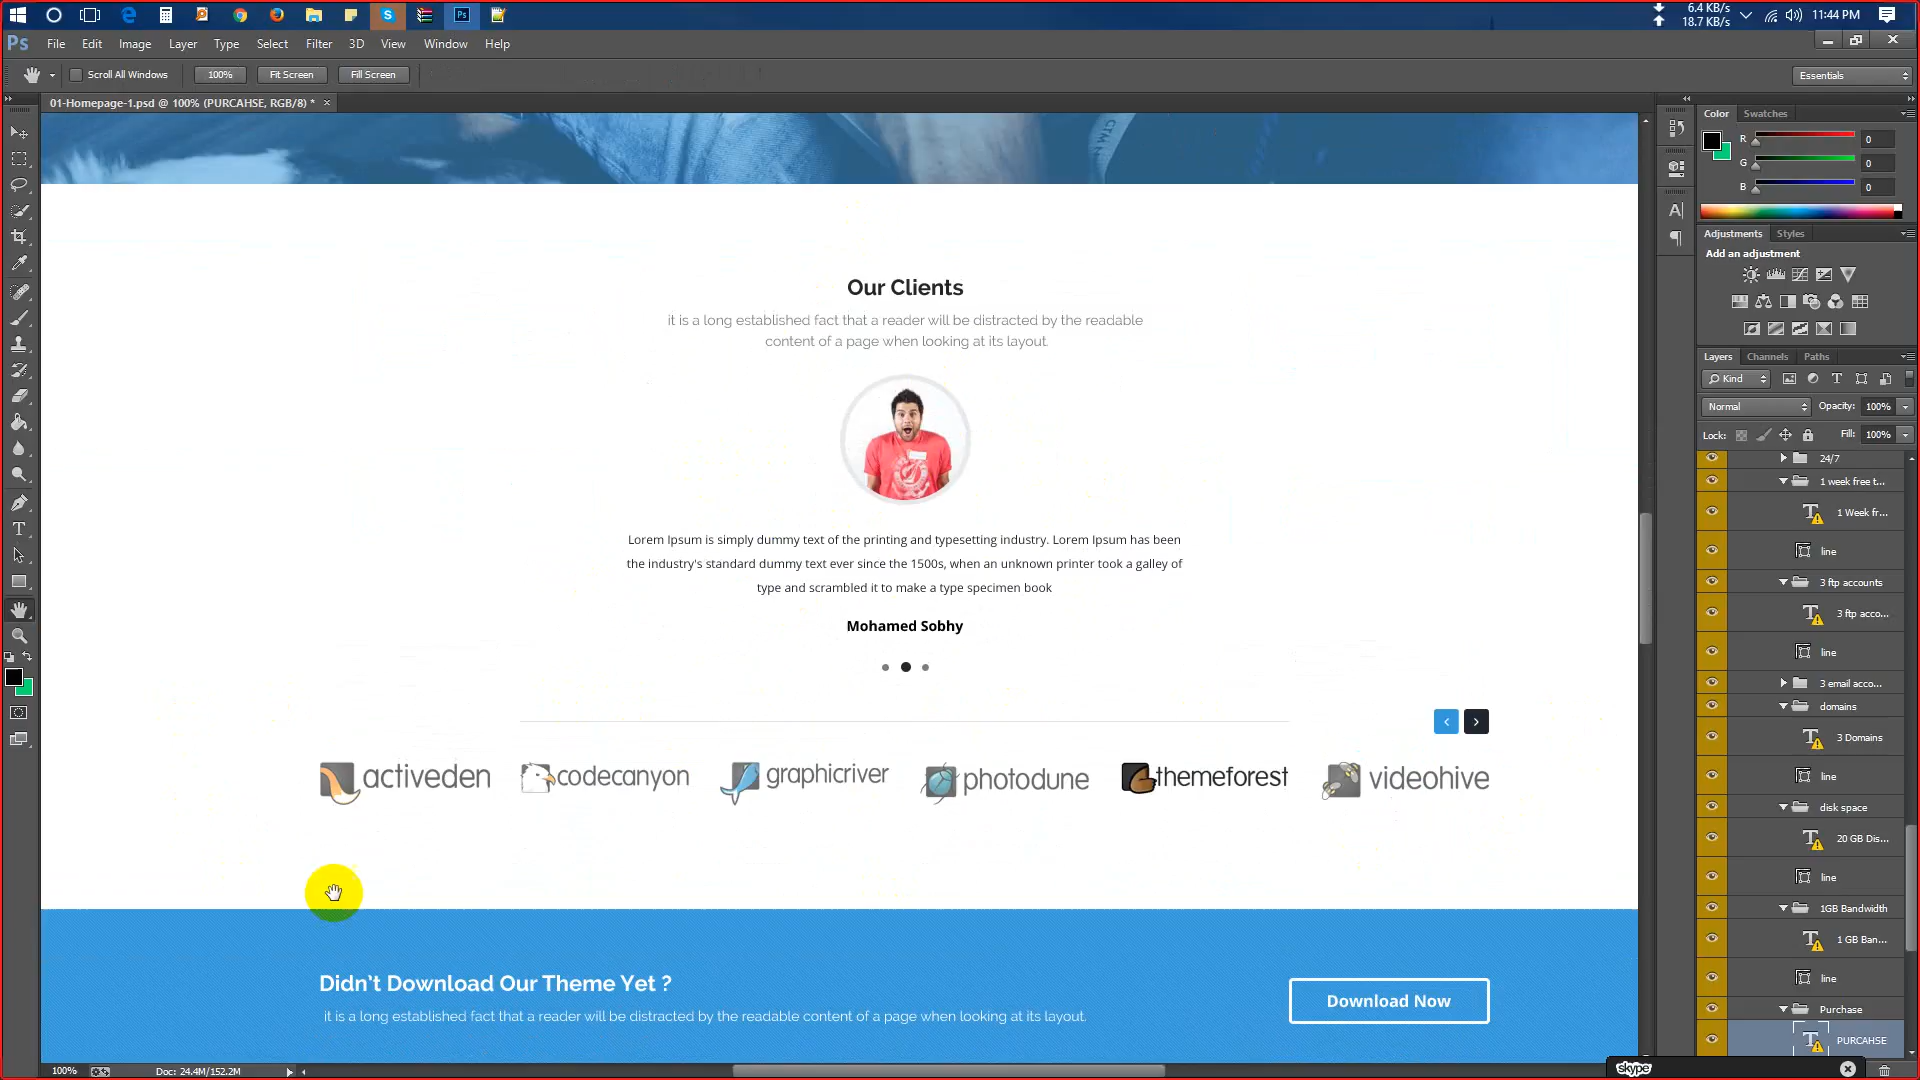 6.4 KB/s
18.7 KB/s
11:44 PM
Ps File Edit Image Layer Type Select Filter 3D View Window Help
Scroll All Windows 100% Fit Screen Fill Screen Essentials
01-Homepage-1.psd @ 100% (PURCAHSE, RGB/8) *
Our Clients
it is a long established fact that a reader will be distracted by the readable
content of a page when looking at its layout.
Lorem Ipsum is simply dummy text of the printing and typesetting industry. Lorem Ipsum has been
the industry's standard dummy text ever since the 1500s, when an unknown printer took a galley of
type and scrambled it to make a type specimen book
Mohamed Sobhy
activeden codecanyon graphicriver photodune themeforest videohive
Didn't Download Our Theme Yet ?
it is a long established fact that a reader will be distracted by the readable content of a page when looking at its layout.
Download Now
100% Doc: 24.4M/152.2M
Color Swatches
R 0
G 0
B 0
Adjustments Styles
Add an adjustment
Layers Channels Paths
Kind
Normal Opacity: 100%
Lock: Fill: 100%
24/7
1 week free t...
1 Week fr...
line
3 ftp accounts
3 ftp acco...
line
3 email acco...
domains
3 Domains
line
disk space
20 GB Dis...
line
1GB Bandwidth
1 GB Ban...
line
Purchase
PURCAHSE
skype